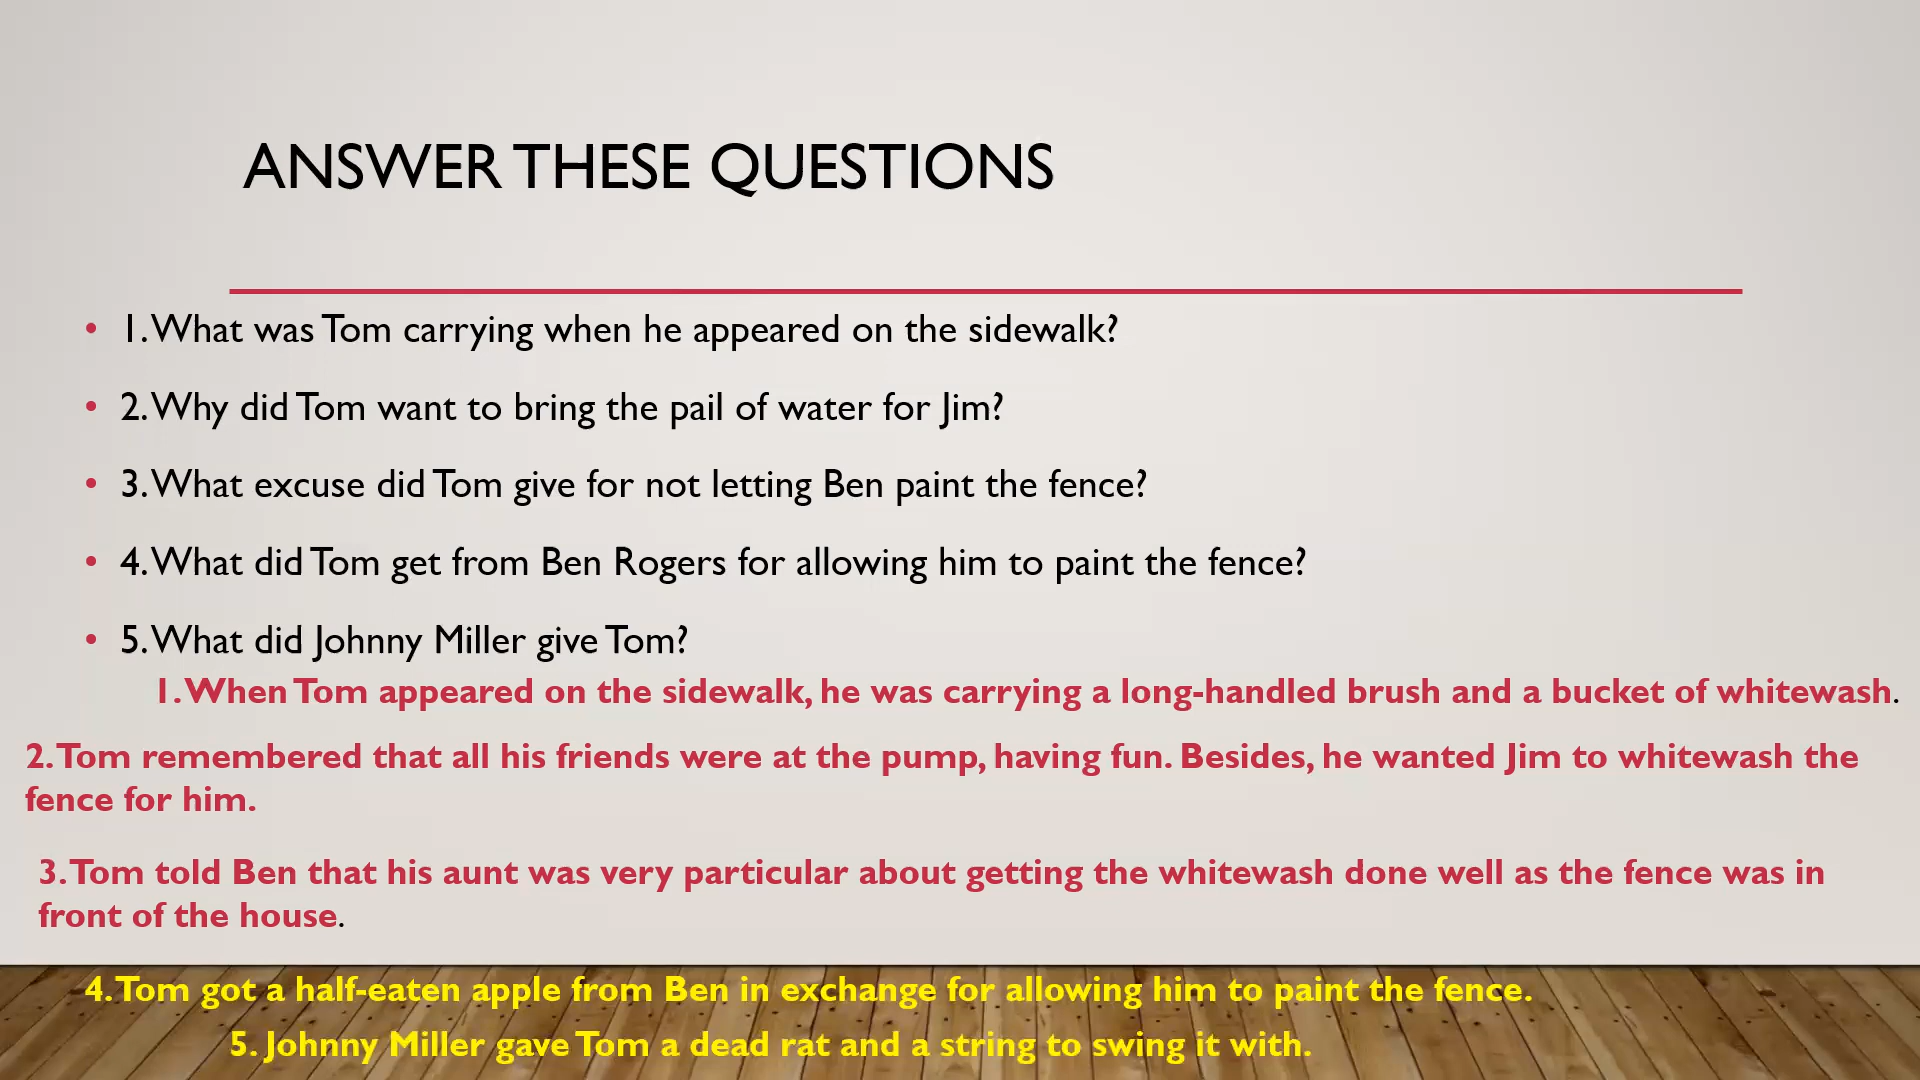 ANSWER THESE QUESTIONS
• 1. What was Tom carrying when he appeared on the sidewalk?
• 2. Why did Tom want to bring the pail of water for Jim?
• 3. What excuse did Tom give for not letting Ben paint the fence?
• 4. What did Tom get from Ben Rogers for allowing him to paint the fence?
• 5. What did Johnny Miller give Tom?
1. When Tom appeared on the sidewalk, he was carrying a long-handled brush and a bucket of whitewash.
2. Tom remembered that all his friends were at the pump, having fun. Besides, he wanted Jim to whitewash the
fence for him.
3. Tom told Ben that his aunt was very particular about getting the whitewash done well as the fence was in
front of the house.
4. Tom got a half-eaten apple from Ben in exchange for allowing him to paint the fence.
5. Johnny Miller gave Tom a dead rat and a string to swing it with.